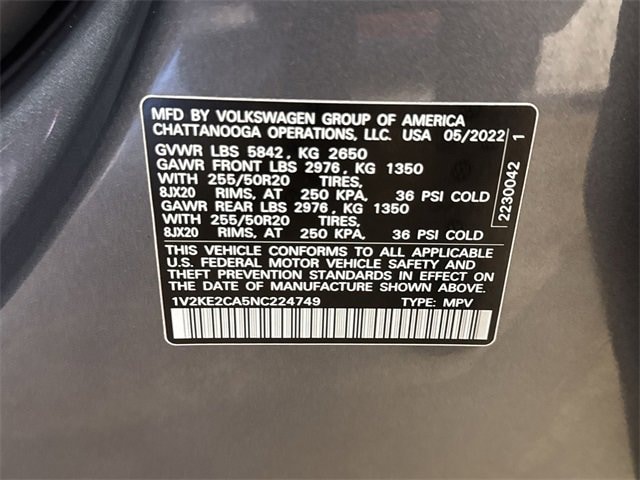 MFD BY VOLKSWAGEN GROUP OF AMERICA
CHATTANOOGA OPERATIONS, LLC. USA 05/2022
GVWR LBS 5842, KG 2650
GAWR FRONT LBS 2976, KG 1350
WITH 255/50R20 TIRES,
8JX20 RIMS, AT 250 KPA, 36 PSI COLD
GAWR REAR LBS 2976, KG 1350
WITH 255/50R20 TIRES,
8JX20 RIMS, AT 250 KPA, 36 PSI COLD
THIS VEHICLE CONFORMS TO ALL APPLICABLE
U.S. FEDERAL MOTOR VEHICLE SAFETY AND
THEFT PREVENTION STANDARDS IN EFFECT ON
THE DATE OF MANUFACTURE SHOWN ABOVE.
1V2KE2CA5NC224749 TYPE: MPV
2230042 1